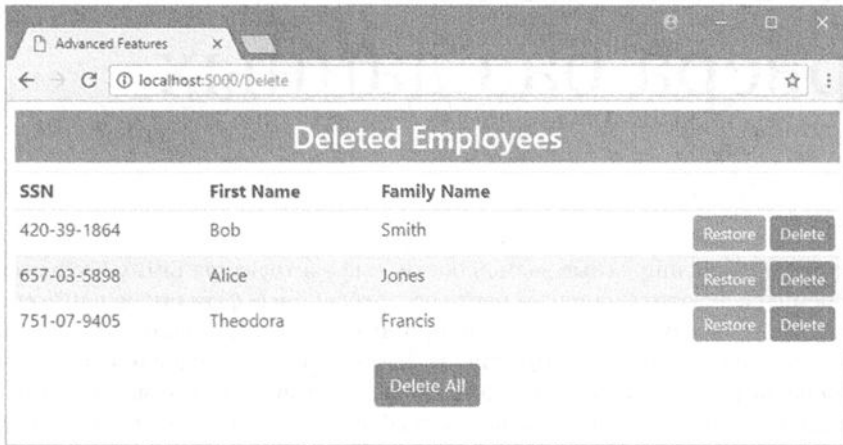 Advanced Features
localhost:5000/Delete
Deleted Employees
SSN First Name Family Name
420-39-1864 Bob Smith Restore Delete
657-03-5898 Alice Jones Restore Delete
751-07-9405 Theodora Francis Restore Delete
Delete All